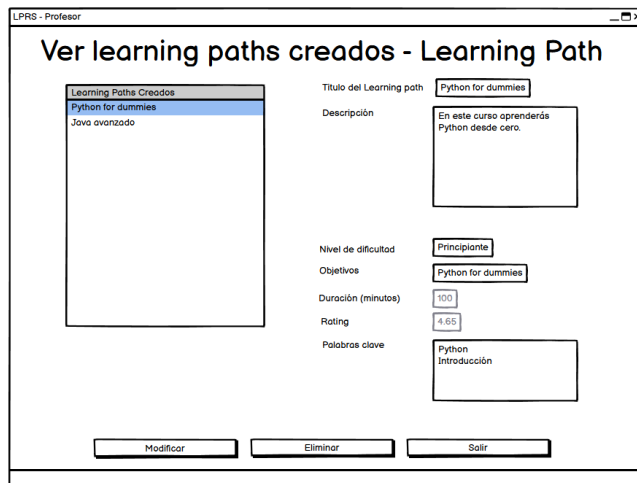 LPRS - Profesor
Ver learning paths creados - Learning Path
Learning Paths Creados
Python for dummies
Java avanzado
Titulo del Learning path
Python for dummies
Descripción
En este curso aprenderás
Python desde cero.
Nivel de dificultad
Principiante
Objetivos
Python for dummies
Duración (minutos)
100
Rating
4.65
Palabras clave
Python
Introducción
Modificar
Eliminar
Salir